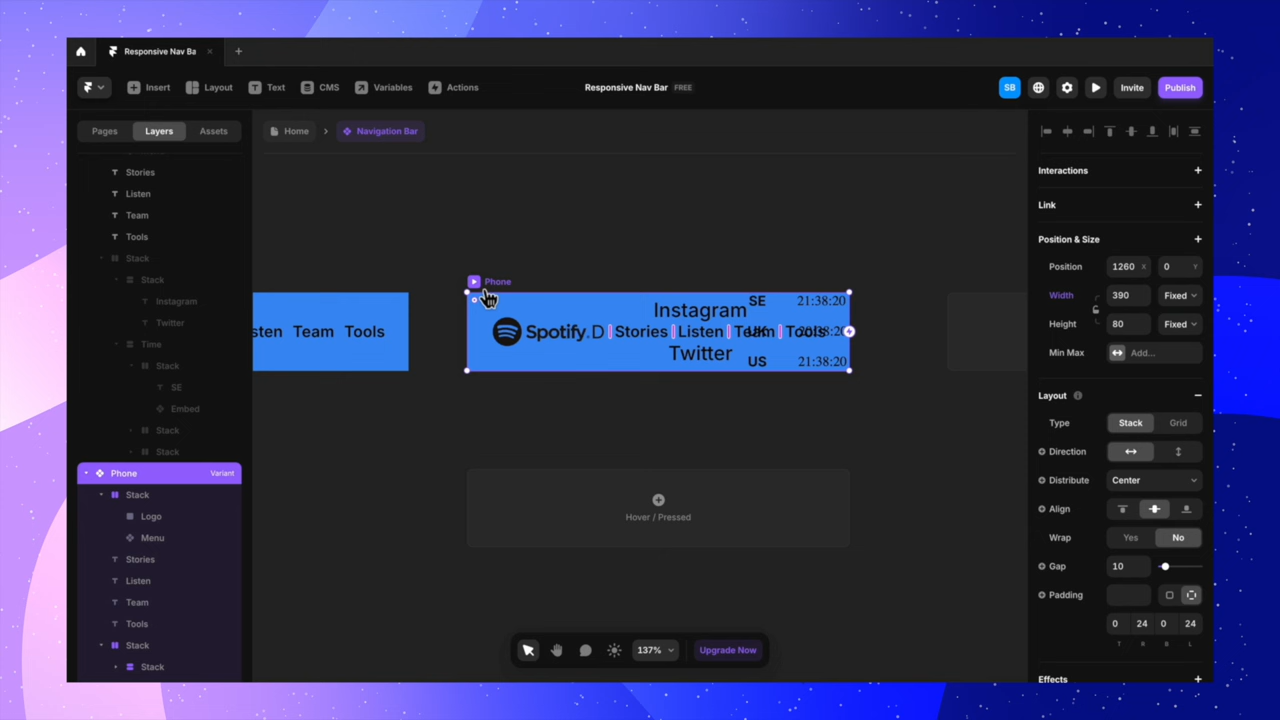 Responsive Nav Ba
Insert
Layout
Text
CMS
Variables
Actions
Responsive Nav Bar FREE
SB
Invite
Publish
Pages
Layers
Assets
Home
Navigation Bar
Stories
Listen
Team
Tools
Stack
Stack
Instagram
Twitter
Time
Stack
SE
Embed
Stack
Stack
Phone Variant
Stack
Logo
Menu
Stories
Listen
Team
Tools
Stack
Stack
sten Team Tools
Phone
Spotify.D Stories Listen Team Tools
Instagram
Twitter
SE 21:38:20
UK 21:38:20
US 21:38:20
Hover / Pressed
137%
Upgrade Now
Interactions
Link
Position & Size
Position 1260 X 0 Y
Width 390 Fixed
Height 80 Fixed
Min Max Add...
Layout
Type Stack Grid
Direction
Distribute Center
Align
Wrap Yes No
Gap 10
Padding
0 24 0 24
T R B L
Effects